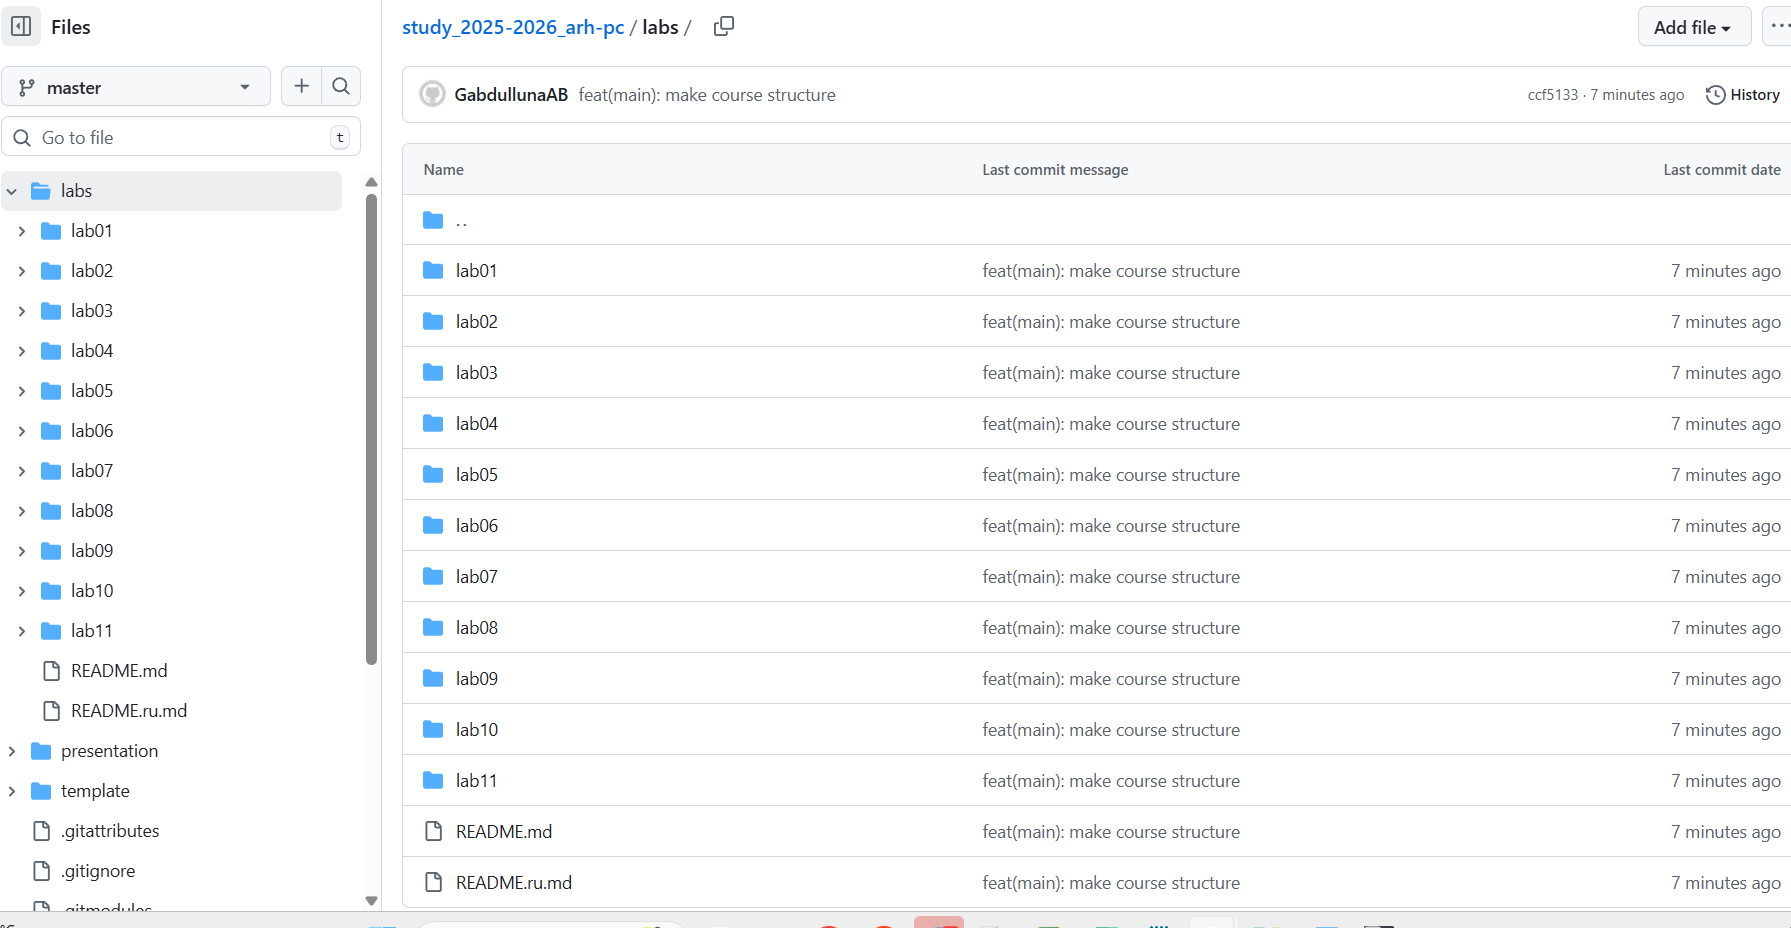 Files
master
Go to file
t
labs
lab01
lab02
lab03
lab04
lab05
lab06
lab07
lab08
lab09
lab10
lab11
README.md
README.ru.md
presentation
template
.gitattributes
.gitignore
.gitmodules
study_2025-2026_arh-pc / labs /
Add file
GabdullunaAB feat(main): make course structure ccf5133 · 7 minutes ago History
Name Last commit message Last commit date
..
lab01 feat(main): make course structure 7 minutes ago
lab02 feat(main): make course structure 7 minutes ago
lab03 feat(main): make course structure 7 minutes ago
lab04 feat(main): make course structure 7 minutes ago
lab05 feat(main): make course structure 7 minutes ago
lab06 feat(main): make course structure 7 minutes ago
lab07 feat(main): make course structure 7 minutes ago
lab08 feat(main): make course structure 7 minutes ago
lab09 feat(main): make course structure 7 minutes ago
lab10 feat(main): make course structure 7 minutes ago
lab11 feat(main): make course structure 7 minutes ago
README.md feat(main): make course structure 7 minutes ago
README.ru.md feat(main): make course structure 7 minutes ago